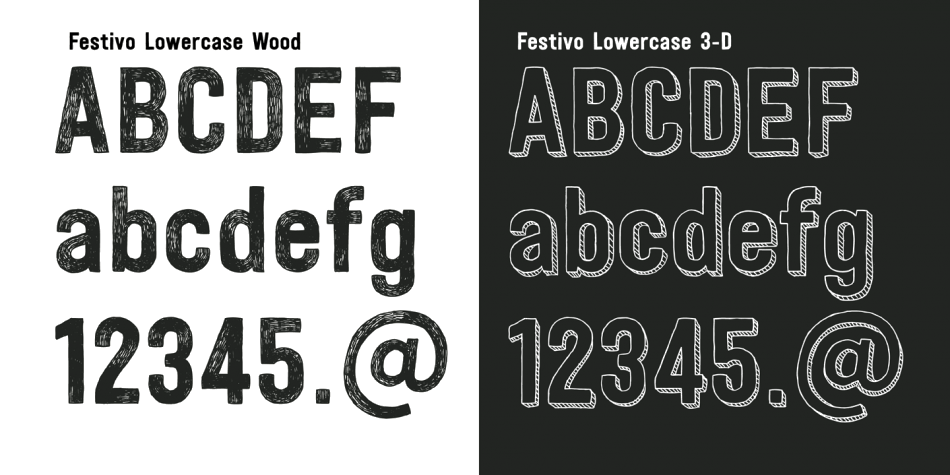 Festivo Lowercase Wood
ABCDEF
abcdefg
12345.@
Festivo Lowercase 3-D
ABCDEF
abcdefg
12345.@